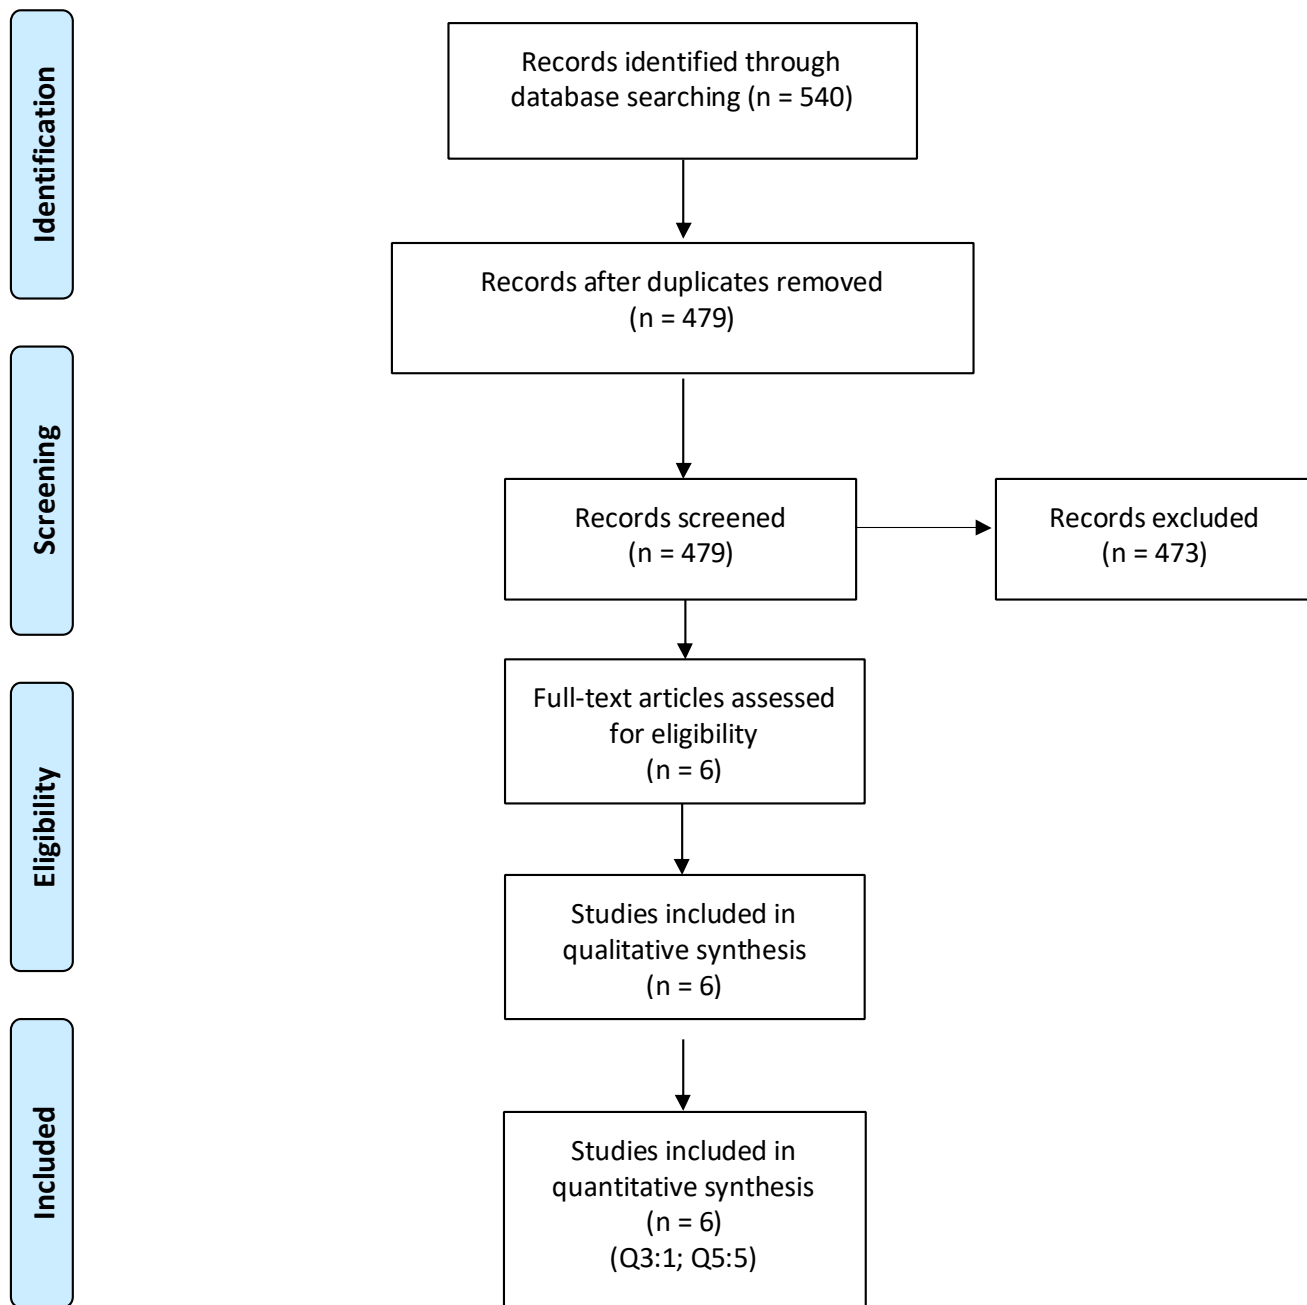 Identification
Records identified through
database searching (n = 540)
Records after duplicates removed
(n = 479)
Screening
Records screened
(n = 479)
Records excluded
(n = 473)
Eligibility
Full-text articles assessed
for eligibility
(n = 6)
Studies included in
qualitative synthesis
(n = 6)
Included
Studies included in
quantitative synthesis
(n = 6)
(Q3:1; Q5:5)